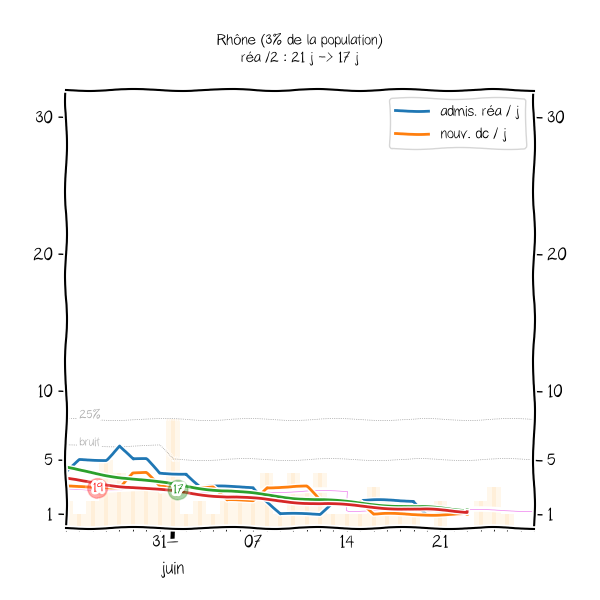 Rhône (3% de la population)
réa /2 : 21 j -> 17 j
admis. réa / j
nouv. dc / j
30
30
20
20
10
10
25%
bruit
5
5
19
17
1
1
31
07
14
21
juin